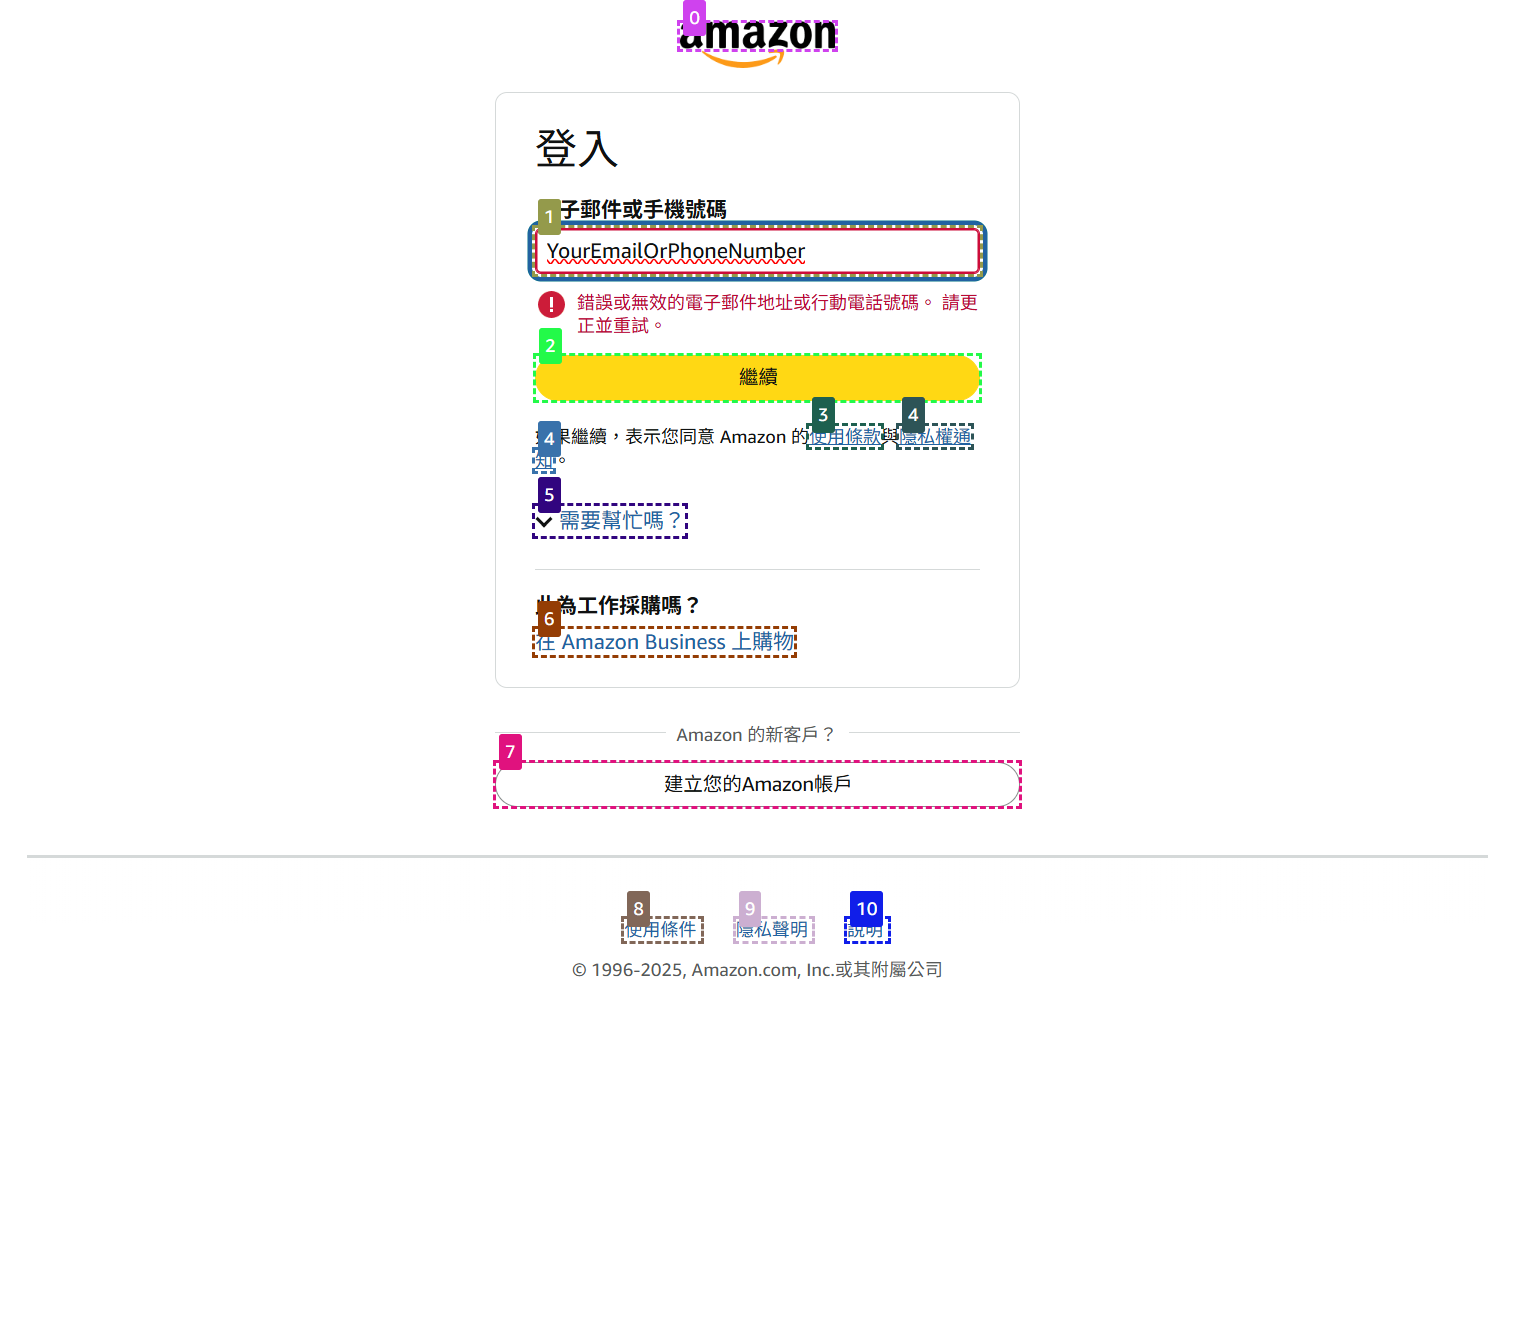 0
amazon
登入
1
子郵件或手機號碼
YourEmailOrPhoneNumber
錯誤或無效的電子郵件地址或行動電話號碼。 請更
正並重試。
2
繼續
3
4
4
果繼續，表示您同意 Amazon 的使用條款與隱私權通
知。
5
需要幫忙嗎？
此為工作採購嗎？
6
在 Amazon Business 上購物
Amazon 的新客戶？
7
建立您的Amazon帳戶
8
9
10
使用條件
隱私聲明
說明
© 1996-2025, Amazon.com, Inc.或其附屬公司